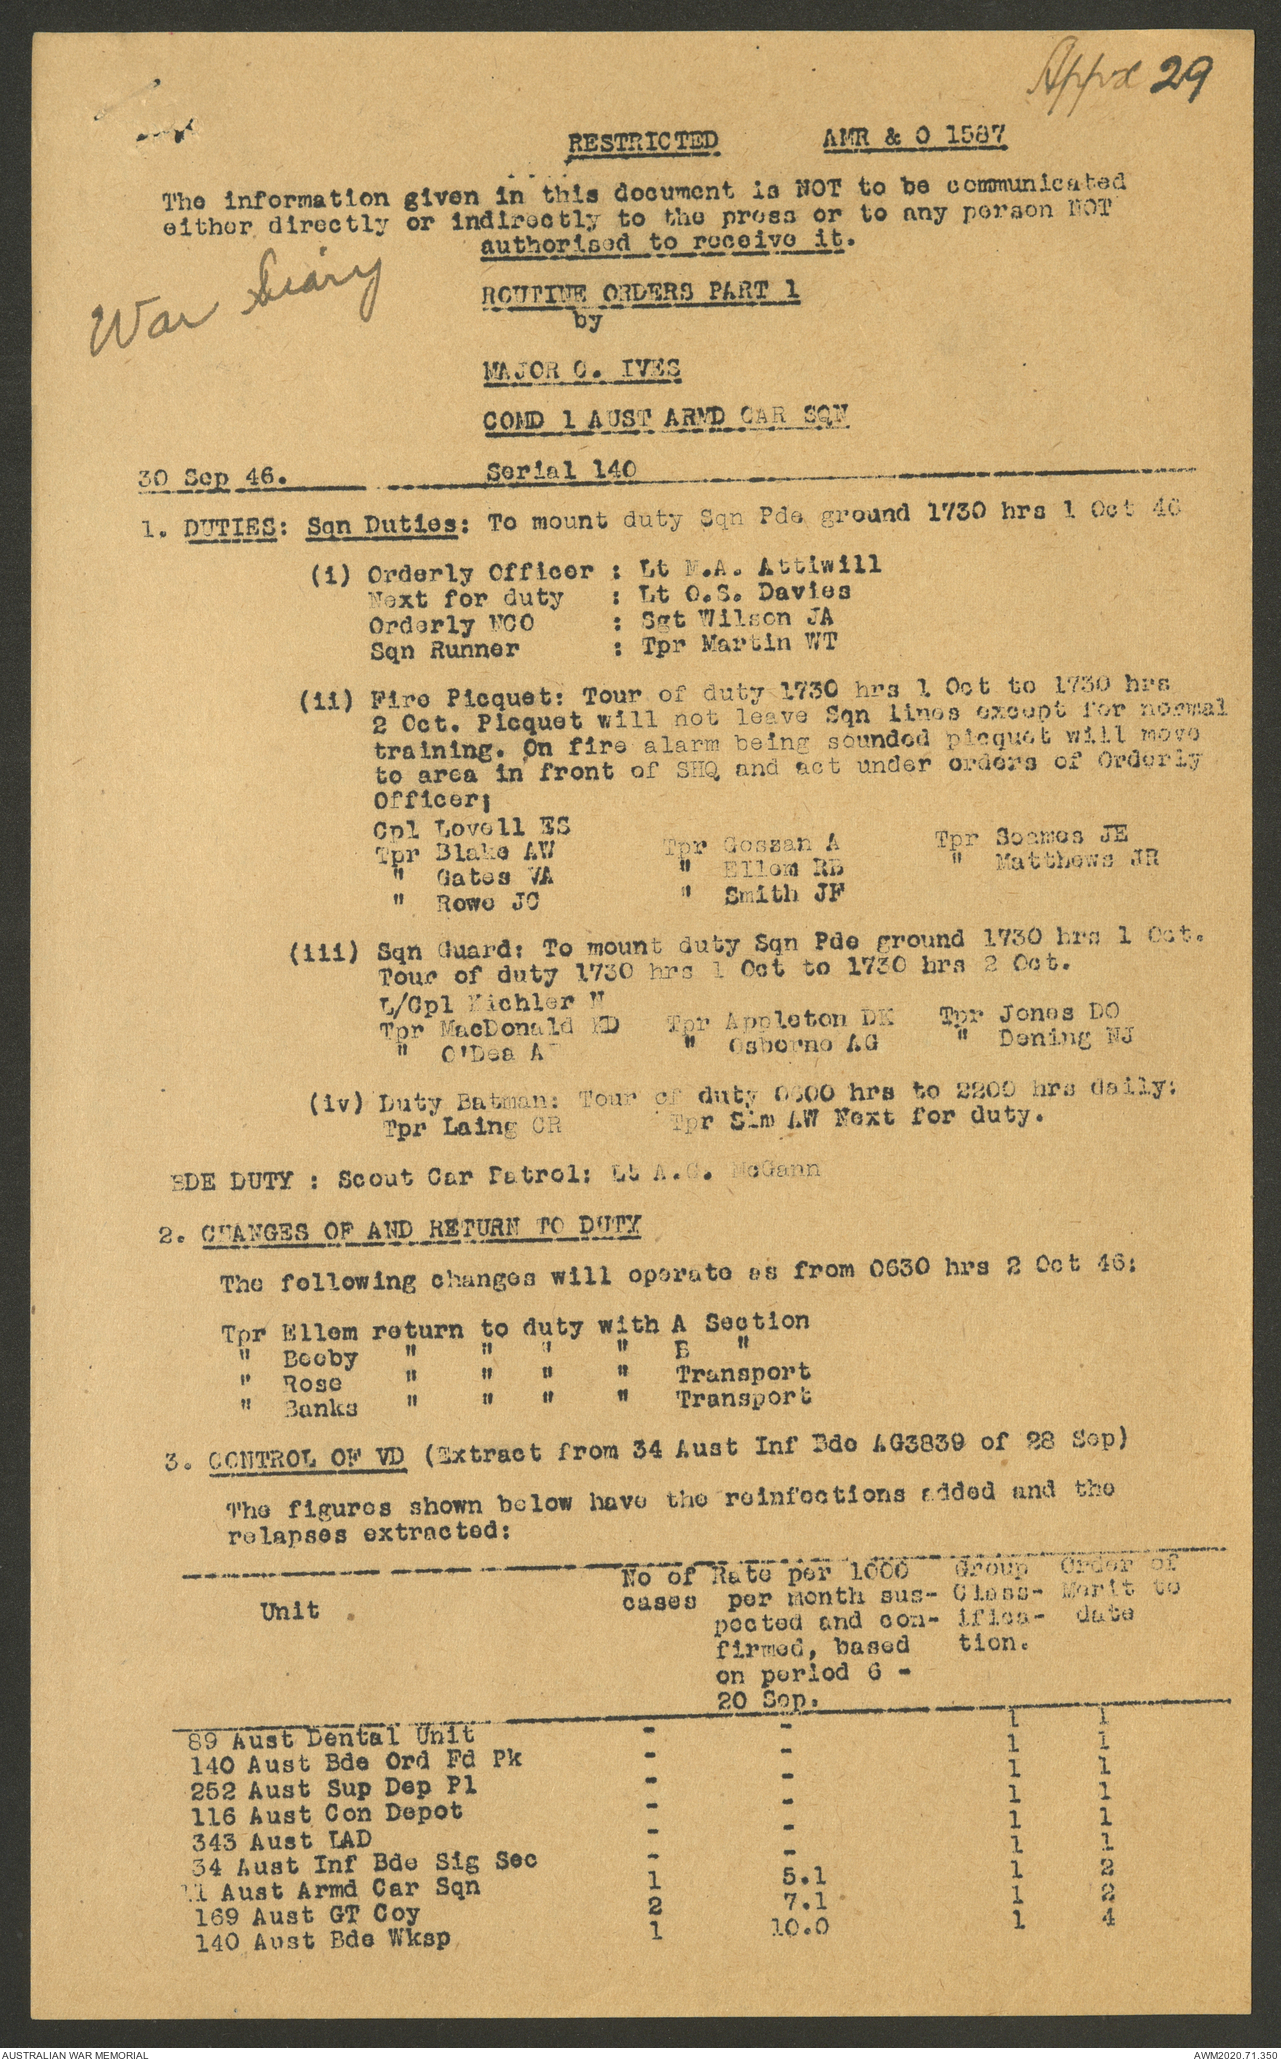 Appx 29
RESTRICTED AMR & O 1587
The information given in this document is NOT to be communicated
either directly or indirectly to the press or to any person NOT
authorised to receive it.
War Diary
ROUTINE ORDERS PART 1
by
MAJOR O. IVES
COMD 1 AUST ARMD CAR SQN
30 Sep 46. Serial 140
1. DUTIES: Sqn Duties: To mount duty Sqn Pde ground 1730 hrs 1 Oct 46
(i) Orderly Officer : Lt M.A. Attiwill
Next for duty : Lt O.S. Davies
Orderly NCO : Sgt Wilson JA
Sqn Runner : Tpr Martin WT
(ii) Fire Picquet: Tour of duty 1730 hrs 1 Oct to 1730 hrs
2 Oct. Picquet will not leave Sqn lines except for normal
training. On fire alarm being sounded picquet will move
to area in front of SHQ and act under orders of Orderly
Officer;
Cpl Lovell ES
Tpr Blake AW Tpr Goszan A Tpr Soames JE
" Gates VA " Ellem RB " Matthews JR
" Rowe JC " Smith JF
(iii) Sqn Guard: To mount duty Sqn Pde ground 1730 hrs 1 Oct.
Tour of duty 1730 hrs 1 Oct to 1730 hrs 2 Oct.
L/Cpl Kichler
Tpr MacDonald Tpr Appleton DK Tpr Jones DO
" O'Dea " Osborne AG " Dening NJ
(iv) Duty Batman: Tour of duty 0600 hrs to 2200 hrs daily:
Tpr Laing CR Tpr Sim AW Next for duty.
BDE DUTY : Scout Car Patrol: Lt A.G. McGann
2. CHANGES OF AND RETURN TO DUTY
The following changes will operate as from 0630 hrs 2 Oct 46:
Tpr Ellem return to duty with A Section
" Beeby " " " " B "
" Rose " " " " Transport
" Banks " " " " Transport
3. CONTROL OF VD (Extract from 34 Aust Inf Bde AG3839 of 28 Sep)
The figures shown below have the reinfections added and the
relapses extracted:
No of Rate per 1000 Group Order of
Unit cases per month sus- Class- Merit to
pected and con- ifica- date
firmed, based tion.
on period 6 -
20 Sep.
89 Aust Dental Unit - - 1 1
140 Aust Bde Ord Fd Pk - - 1 1
252 Aust Sup Dep Pl - - 1 1
116 Aust Con Depot - - 1 1
343 Aust LAD - - 1 1
34 Aust Inf Bde Sig Sec - - 1 1
1 Aust Armd Car Sqn 1 5.1 1 2
169 Aust GT Coy 2 7.1 1 2
140 Aust Bde Wksp 1 10.0 1 4
AUSTRALIAN WAR MEMORIAL AWM2020.71.350